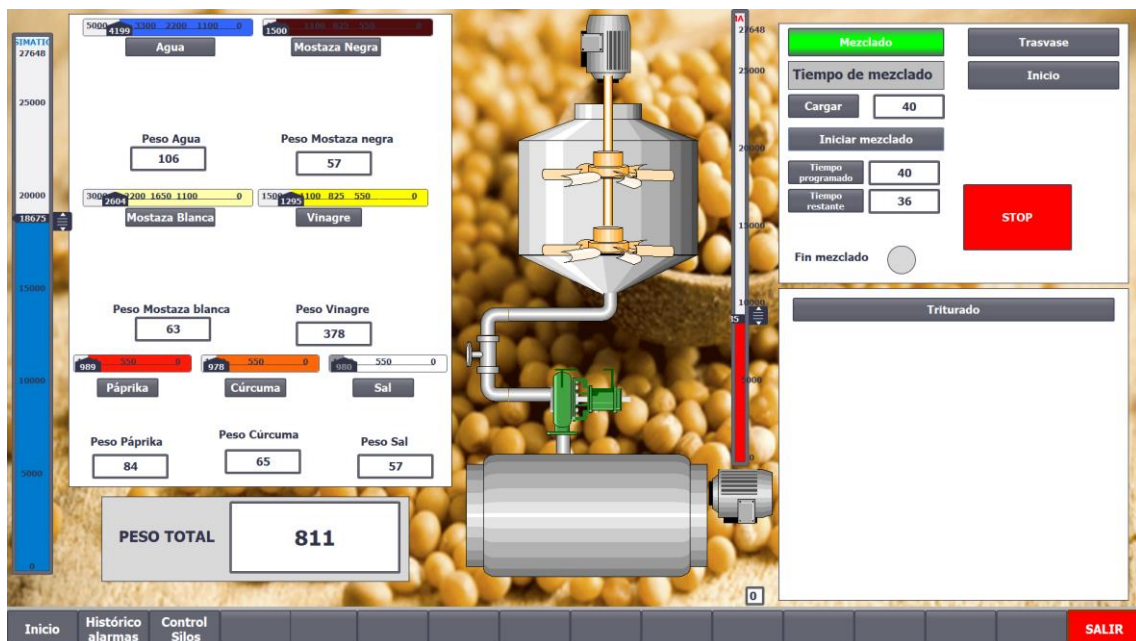 SIMATIC
27648
25000
20000
18675
15000
10000
5000
0
5000 3300 2200 1100 0
4199
Agua
1100 825 550 0
1500
Mostaza Negra
Peso Agua
106
Peso Mostaza negra
57
3000 2200 1650 1100 0
2604
Mostaza Blanca
1500 1100 825 550 0
1295
Vinagre
Peso Mostaza blanca
63
Peso Vinagre
378
550 0
989
Páprika
550 0
978
Cúrcuma
550 0
980
Sal
Peso Páprika
84
Peso Cúrcuma
65
Peso Sal
57
PESO TOTAL
811
27648
25000
20000
15000
10000
5000
0
0
Mezclado
Trasvase
Tiempo de mezclado
Inicio
Cargar
40
Iniciar mezclado
Tiempo
programado
40
Tiempo
restante
36
STOP
Fin mezclado
Triturado
Inicio
Histórico
alarmas
Control
Silos
SALIR